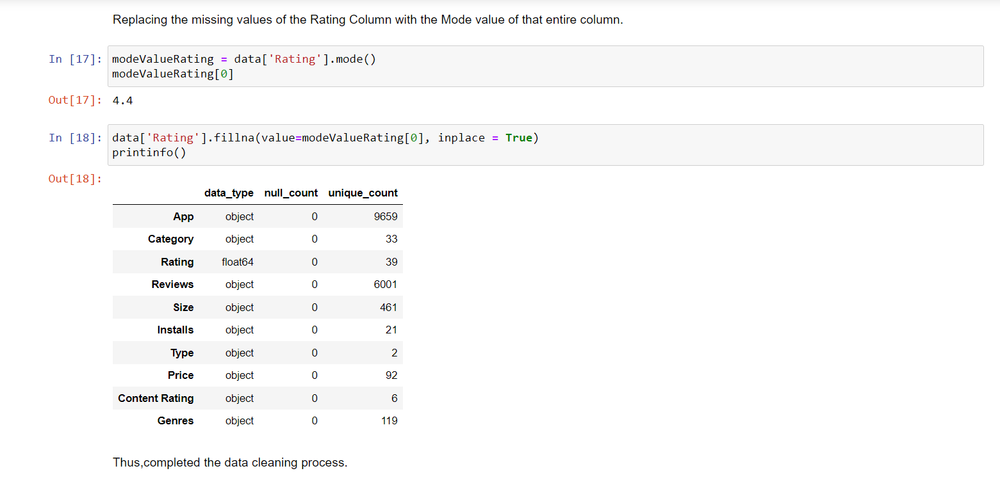 Replacing the missing values of the Rating Column with the Mode value of that entire column.
In [17]: modeValueRating = data['Rating'].mode()
modeValueRating[0]
Out[17]: 4.4
In [18]: data['Rating'].fillna(value=modeValueRating[0], inplace = True)
printinfo()
Out[18]:
data_type null_count unique_count
App object 0 9659
Category object 0 33
Rating float64 0 39
Reviews object 0 6001
Size object 0 461
Installs object 0 21
Type object 0 2
Price object 0 92
Content Rating object 0 6
Genres object 0 119
Thus,completed the data cleaning process.